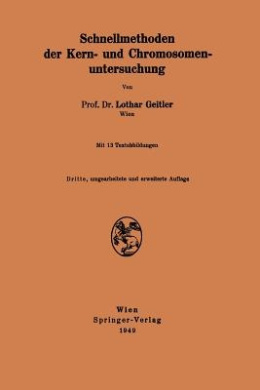 Schnellmethoden
der Kern- und Chromosomen-
untersuchung
Von
Prof. Dr. Lothar Geitler
Wien
Mit 13 Textabbildungen
Dritte, umgearbeitete und erweiterte Auflage
Wien
Springer-Verlag
1949